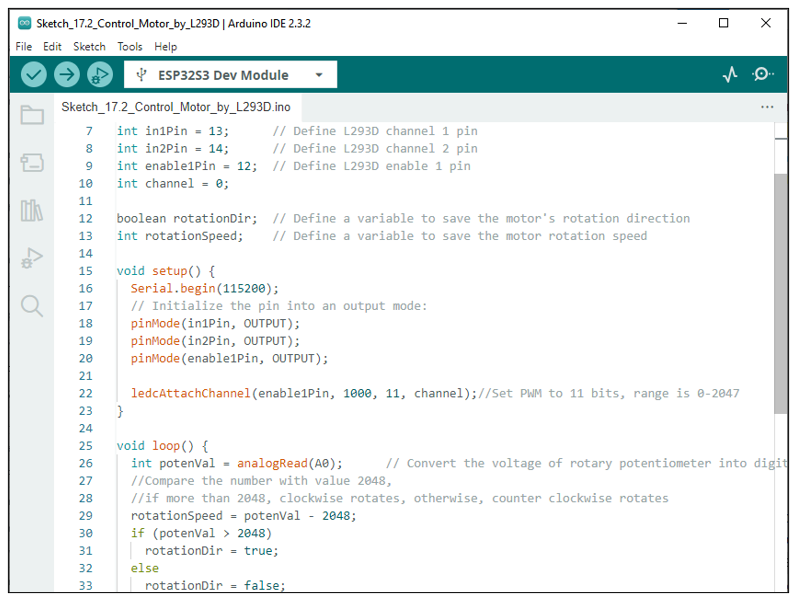 Sketch_17.2_Control_Motor_by_L293D | Arduino IDE 2.3.2
File Edit Sketch Tools Help
ESP32S3 Dev Module
Sketch_17.2_Control_Motor_by_L293D.ino
7 int in1Pin = 13; // Define L293D channel 1 pin
8 int in2Pin = 14; // Define L293D channel 2 pin
9 int enable1Pin = 12; // Define L293D enable 1 pin
10 int channel = 0;
11
12 boolean rotationDir; // Define a variable to save the motor's rotation direction
13 int rotationSpeed; // Define a variable to save the motor rotation speed
14
15 void setup() {
16 Serial.begin(115200);
17 // Initialize the pin into an output mode:
18 pinMode(in1Pin, OUTPUT);
19 pinMode(in2Pin, OUTPUT);
20 pinMode(enable1Pin, OUTPUT);
21
22 ledcAttachChannel(enable1Pin, 1000, 11, channel);//Set PWM to 11 bits, range is 0-2047
23 }
24
25 void loop() {
26 int potenVal = analogRead(A0); // Convert the voltage of rotary potentiometer into digit
27 //Compare the number with value 2048,
28 //if more than 2048, clockwise rotates, otherwise, counter clockwise rotates
29 rotationSpeed = potenVal - 2048;
30 if (potenVal > 2048)
31 rotationDir = true;
32 else
33 rotationDir = false;